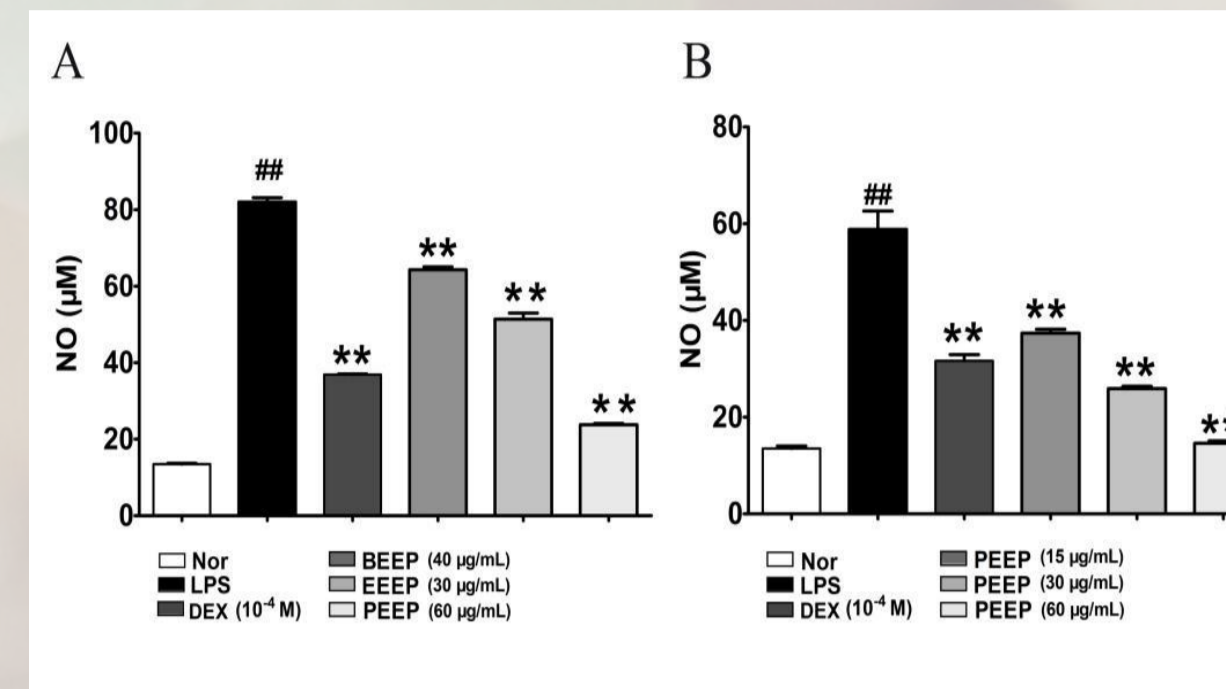 A
B
100
80
60
40
20
0
NO (µM)
##
**
**
**
**
Nor
LPS
DEX (10-4 M)
BEEP (40 µg/mL)
EEEP (30 µg/mL)
PEEP (60 µg/mL)
80
60
40
20
0
NO (µM)
##
**
**
**
Nor
LPS
DEX (10-4 M)
PEEP (15 µg/mL)
PEEP (30 µg/mL)
PEEP (60 µg/mL)